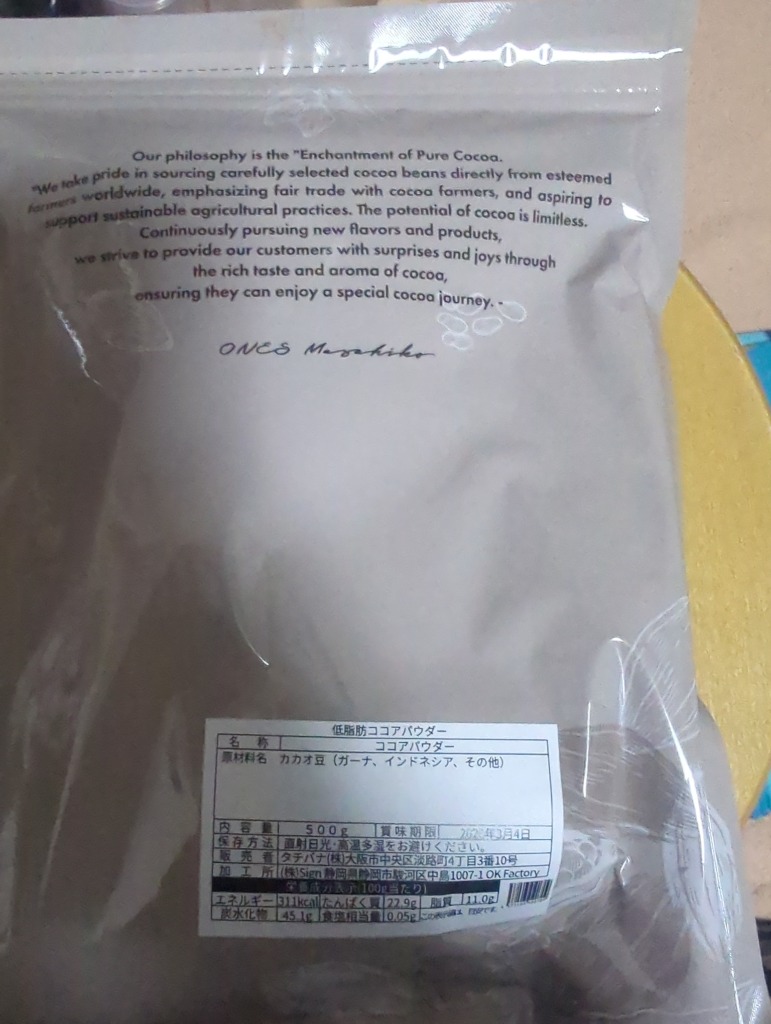 Our philosophy is the "Enchantment of Pure Cocoa.
"We take pride in sourcing carefully selected cocoa beans directly from esteemed
farmers worldwide, emphasizing fair trade with cocoa farmers, and aspiring to
support sustainable agricultural practices. The potential of cocoa is limitless.
Continuously pursuing new flavors and products,
we strive to provide our customers with surprises and joys through
the rich taste and aroma of cocoa,
ensuring they can enjoy a special cocoa journey. -
ONES Masahiko
低脂肪ココアパウダー
名称 ココアパウダー
原材料名 カカオ豆（ガーナ、インドネシア、その他）
内容量 500g 賞味期限 3月4日
保存方法 直射日光・高温多湿をお避けください。
販売者 タチバナ(株)大阪市中央区淡路町4丁目3番10号
加工所 (株)Sign 静岡県静岡市駿河区中島1007-1 OK Factory
栄養成分表示(100g当たり)
エネルギー 311kcal たんぱく質 22.9g 脂質 11.0g
炭水化物 45.1g 食塩相当量 0.05g